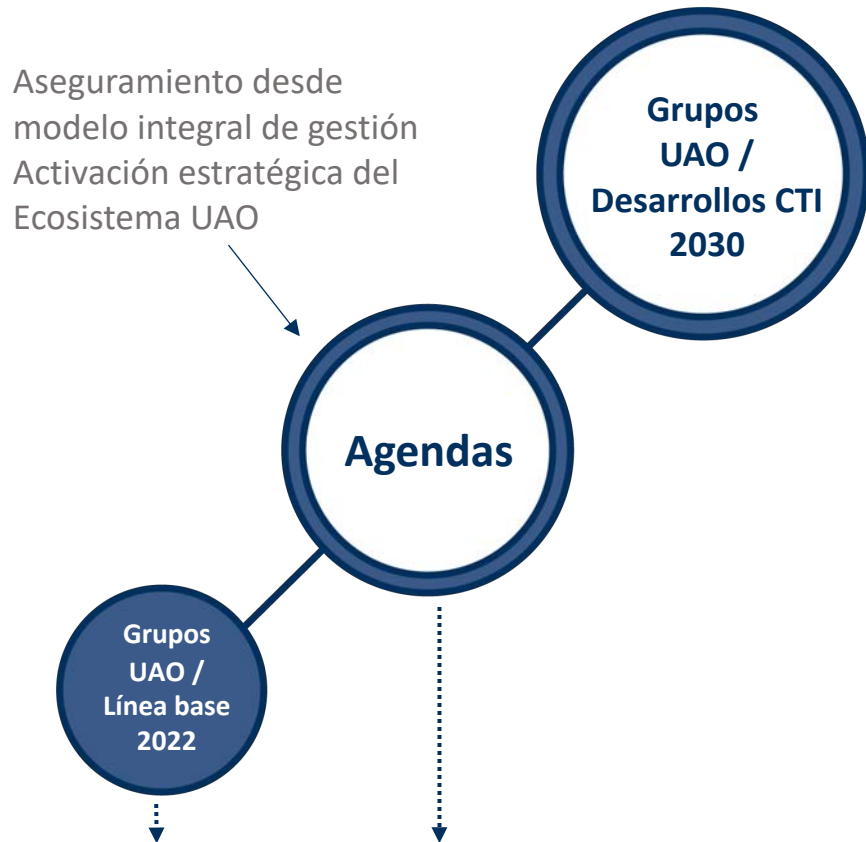 Aseguramiento desde
modelo integral de gestión
Activación estratégica del
Ecosistema UAO
Grupos
UAO /
Desarrollos CTI
2030
Agendas
Grupos
UAO /
Línea base
2022